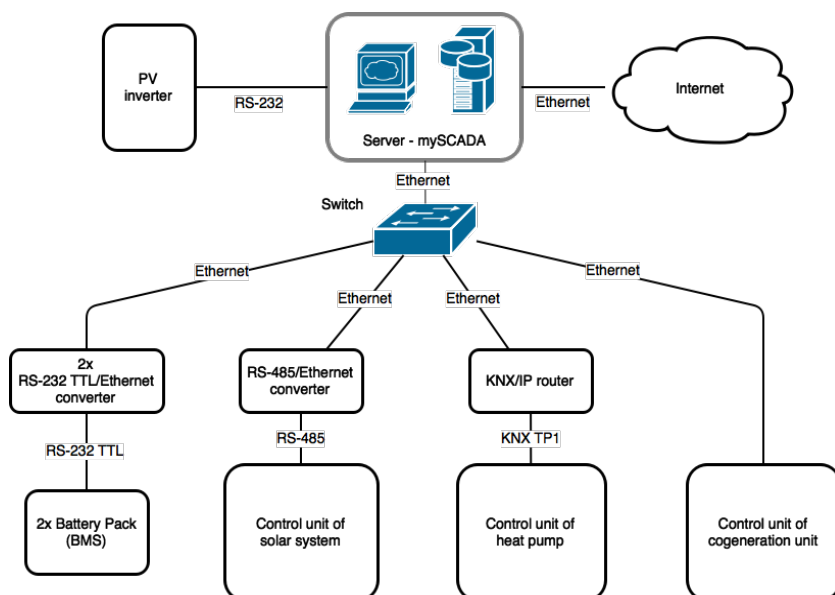 PV
inverter
RS-232
Server - mySCADA
Ethernet
Internet
Ethernet
Switch
Ethernet
Ethernet
Ethernet
Ethernet
2x
RS-232 TTL/Ethernet
converter
RS-485/Ethernet
converter
KNX/IP router
RS-232 TTL
RS-485
KNX TP1
2x Battery Pack
(BMS)
Control unit of
solar system
Control unit of
heat pump
Control unit of
cogeneration unit